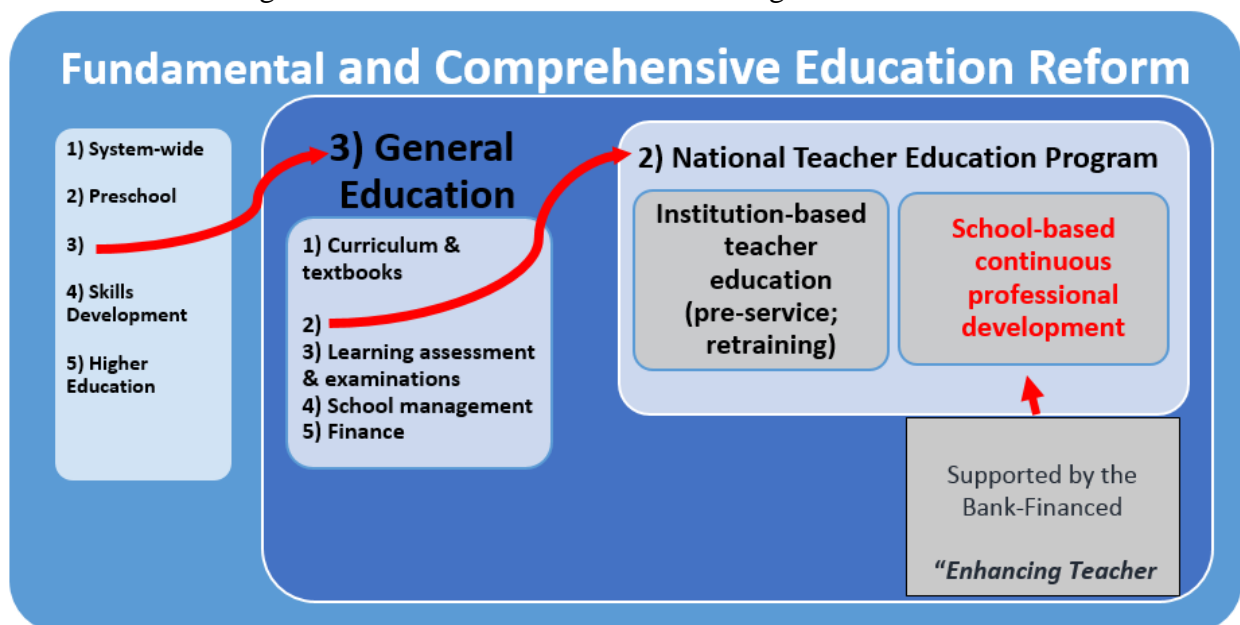 Fundamental and Comprehensive Education Reform
1) System-wide
2) Preschool
3)
4) Skills
Development
5) Higher
Education
3) General
Education
1) Curriculum &
textbooks
2)
3) Learning assessment
& examinations
4) School management
5) Finance
2) National Teacher Education Program
Institution-based
teacher
education
(pre-service;
retraining)
School-based
continuous
professional
development
Supported by the
Bank-Financed
“Enhancing Teacher